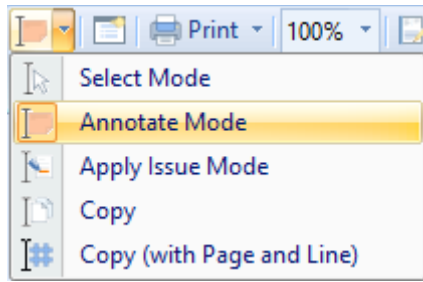 Print 100%
Select Mode
Annotate Mode
Apply Issue Mode
Copy
Copy (with Page and Line)